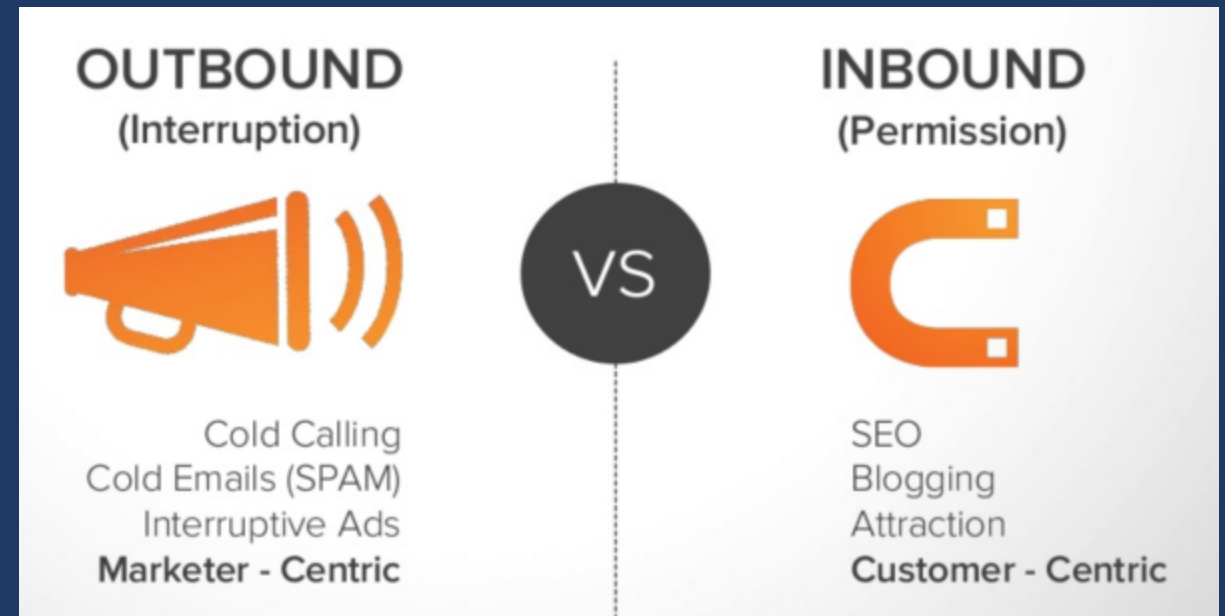 OUTBOUND
(Interruption)
Cold Calling
Cold Emails (SPAM)
Interruptive Ads
Marketer - Centric
VS
INBOUND
(Permission)
SEO
Blogging
Attraction
Customer - Centric